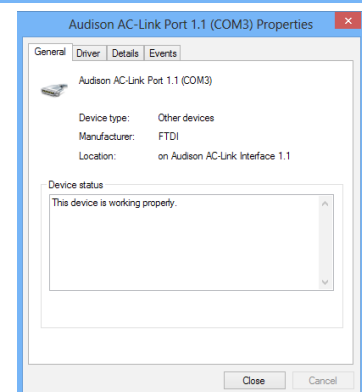 Audison AC-Link Port 1.1 (COM3) Properties
General Driver Details Events
Audison AC-Link Port 1.1 (COM3)
Device type: Other devices
Manufacturer: FTDI
Location: on Audison AC-Link Interface 1.1
Device status
This device is working properly.
Close Cancel